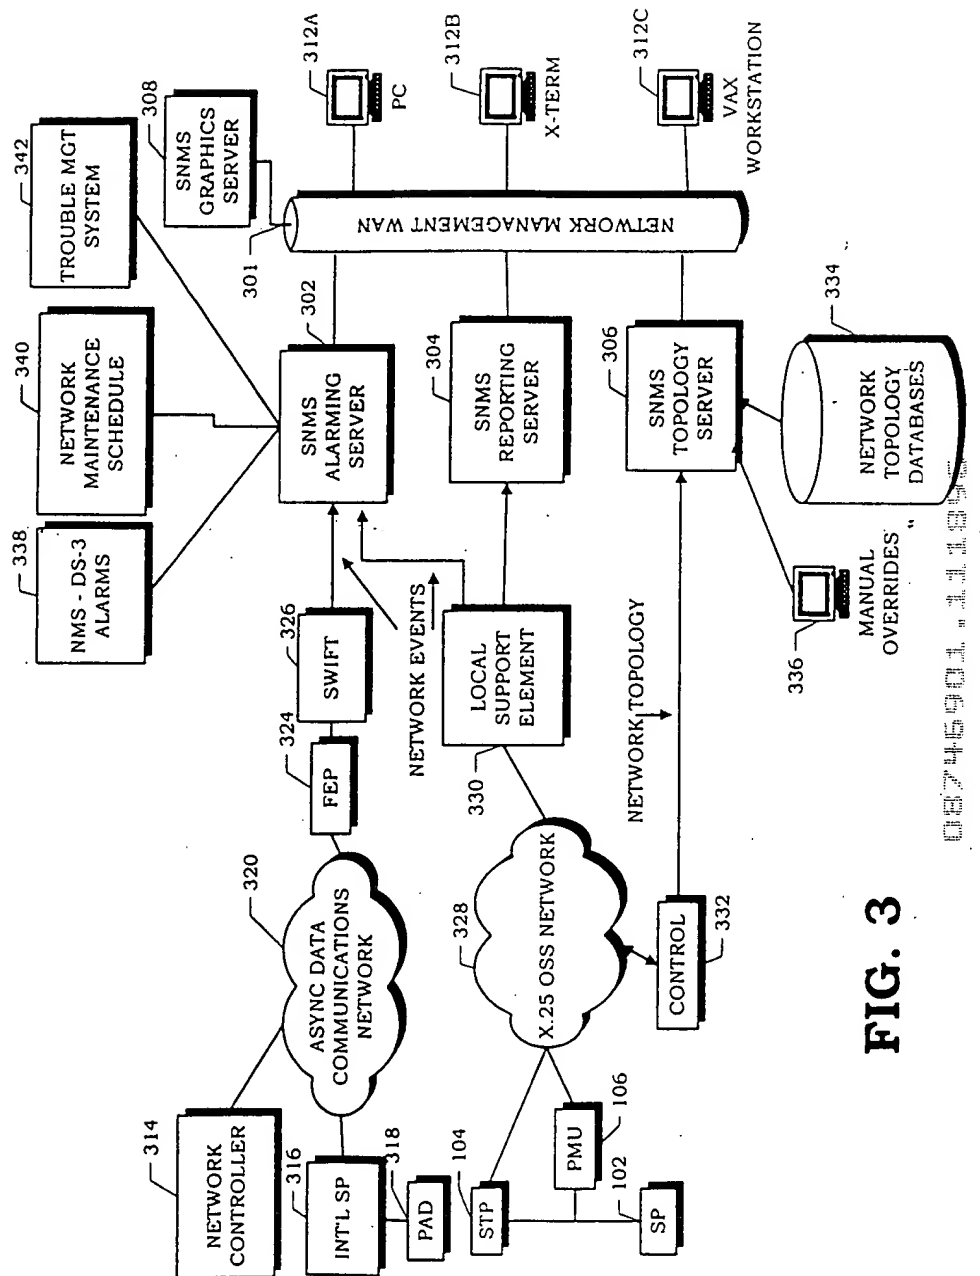 342
TROUBLE MGT
SYSTEM
308
SNMS
GRAPHICS
SERVER
312A
PC
312B
X-TERM
312C
VAX
WORKSTATION
301
NETWORK MANAGEMENT WAN
340
NETWORK
MAINTENANCE
SCHEDULE
302
SNMS
ALARMING
SERVER
304
SNMS
REPORTING
SERVER
306
SNMS
TOPOLOGY
SERVER
334
NETWORK
TOPOLOGY
DATABASES
338
NMS - DS-3
ALARMS
326
SWIFT
324
FEP
NETWORK EVENTS
LOCAL
SUPPORT
ELEMENT
330
NETWORK TOPOLOGY
336
MANUAL
OVERRIDES
320
ASYNC DATA
COMMUNICATIONS
NETWORK
328
X.25 OSS NETWORK
CONTROL
332
314
NETWORK
CONTROLLER
316
INT'L SP
318
PAD
104
STP
106
PMU
102
SP
FIG. 3